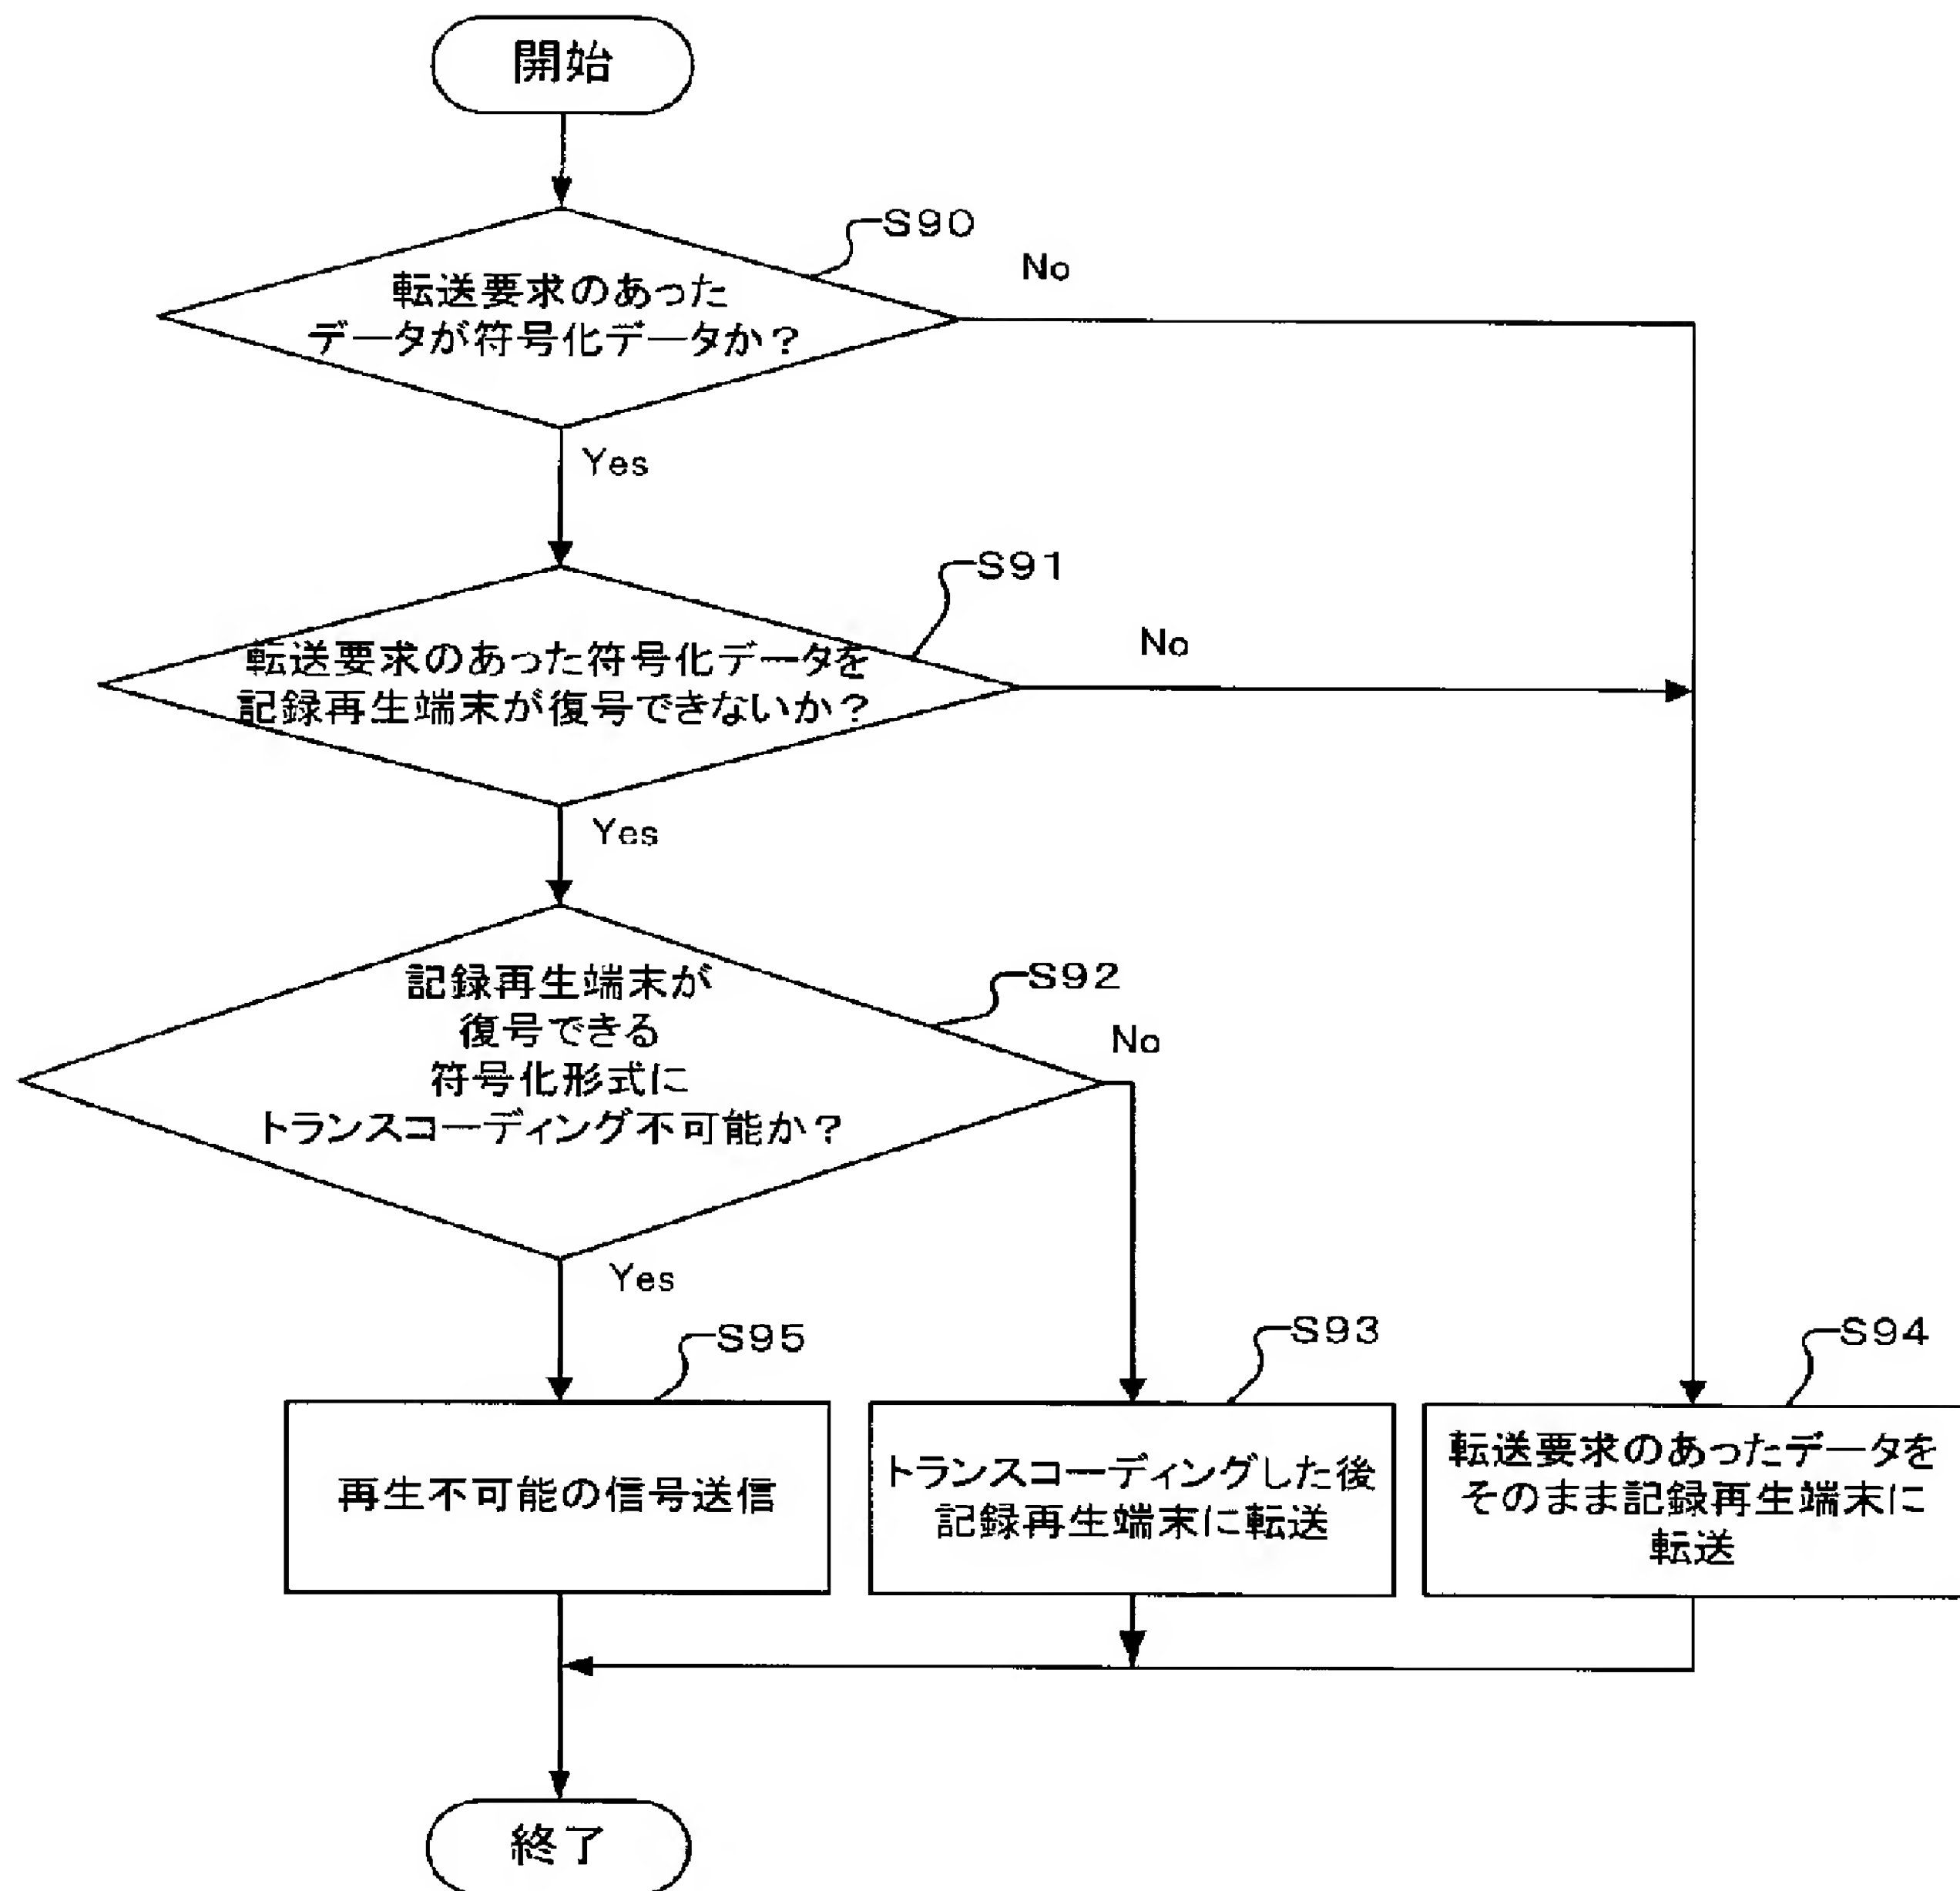 開始
S90
No
転送要求のあった
データが符号化データか？
Yes
S91
No
転送要求のあった符号化データを
記録再生端末が復号できないか？
Yes
S92
No
記録再生端末が
復号できる
符号化形式に
トランスコーディング不可能か？
Yes
S95
再生不可能の信号送信
S93
トランスコーディングした後
記録再生端末に転送
S94
転送要求のあったデータを
そのまま記録再生端末に
転送
終了